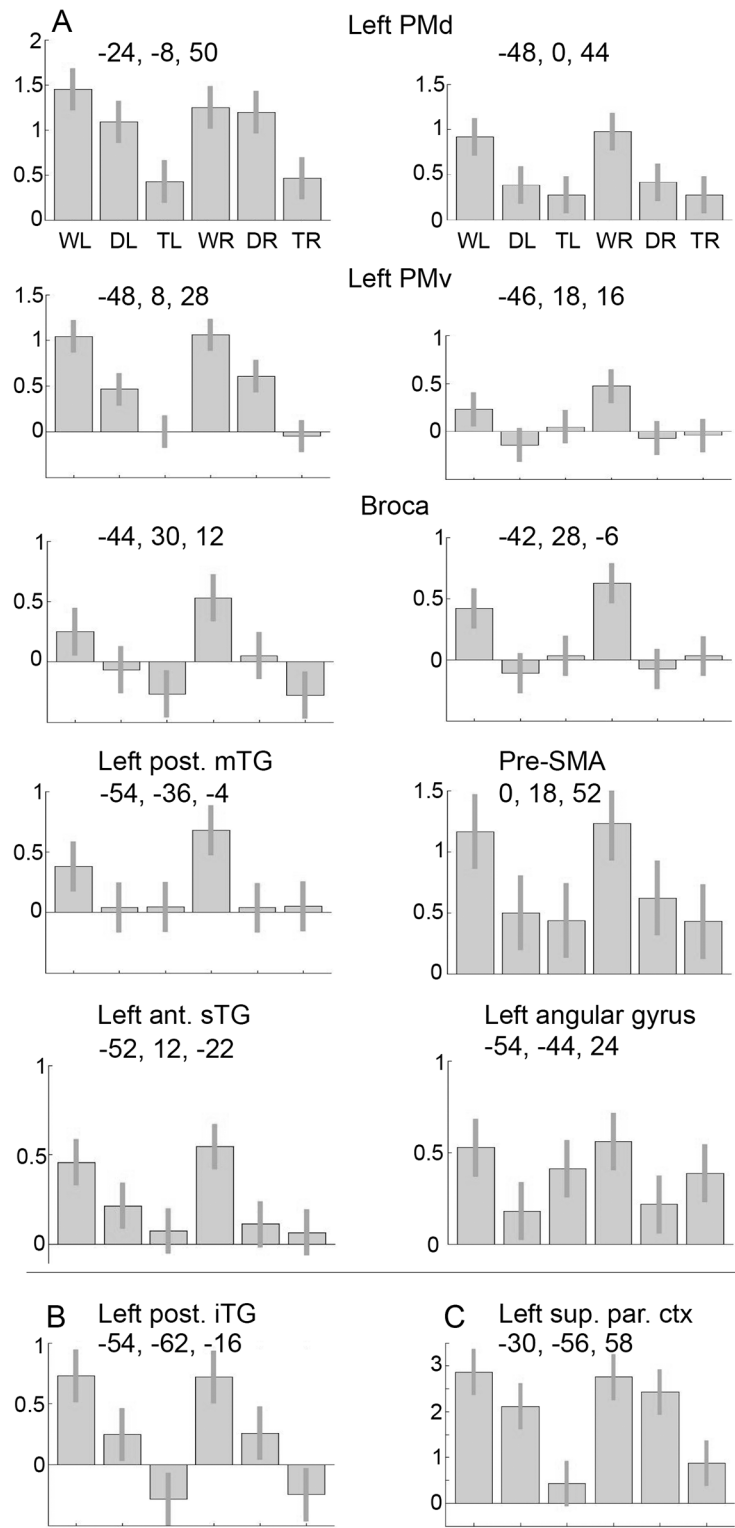 A
Left PMd
-24, -8, 50
-48, 0, 44
2
1.5
1
0.5
0
1.5
1
0.5
0
WL DL TL WR DR TR
WL DL TL WR DR TR
Left PMv
-48, 8, 28
-46, 18, 16
1.5
1
0.5
0
1
0.5
0
Broca
-44, 30, 12
-42, 28, -6
1
0.5
0
1
0.5
0
Left post. mTG
-54, -36, -4
Pre-SMA
0, 18, 52
1
0.5
0
1.5
1
0.5
0
Left ant. sTG
-52, 12, -22
Left angular gyrus
-54, -44, 24
1
0.5
0
1
0.5
0
B
Left post. iTG
-54, -62, -16
C
Left sup. par. ctx
-30, -56, 58
1
0.5
0
3
2
1
0